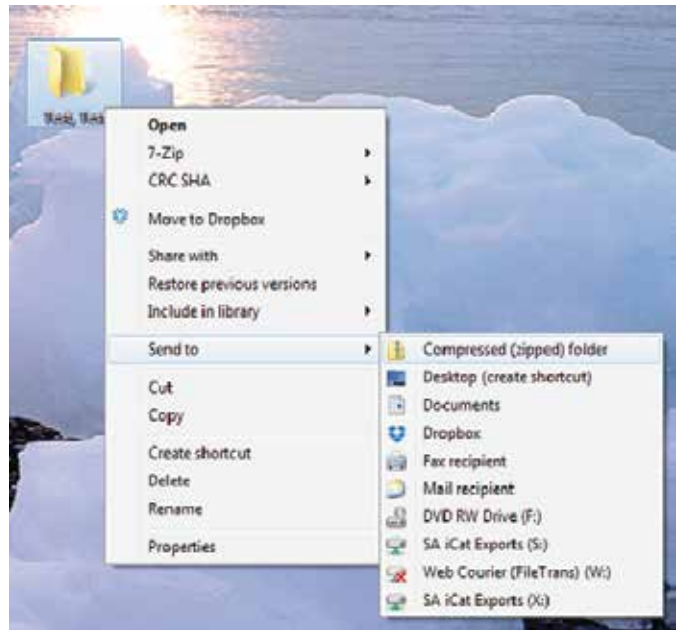 Open
7-Zip
CRC SHA
Move to Dropbox
Share with
Restore previous versions
Include in library
Send to
Cut
Copy
Create shortcut
Delete
Rename
Properties
Compressed (zipped) folder
Desktop (create shortcut)
Documents
Dropbox
Fax recipient
Mail recipient
DVD RW Drive (F:)
SA iCat Exports (S:)
Web Courier (FileTrans) (W:)
SA iCat Exports (X:)